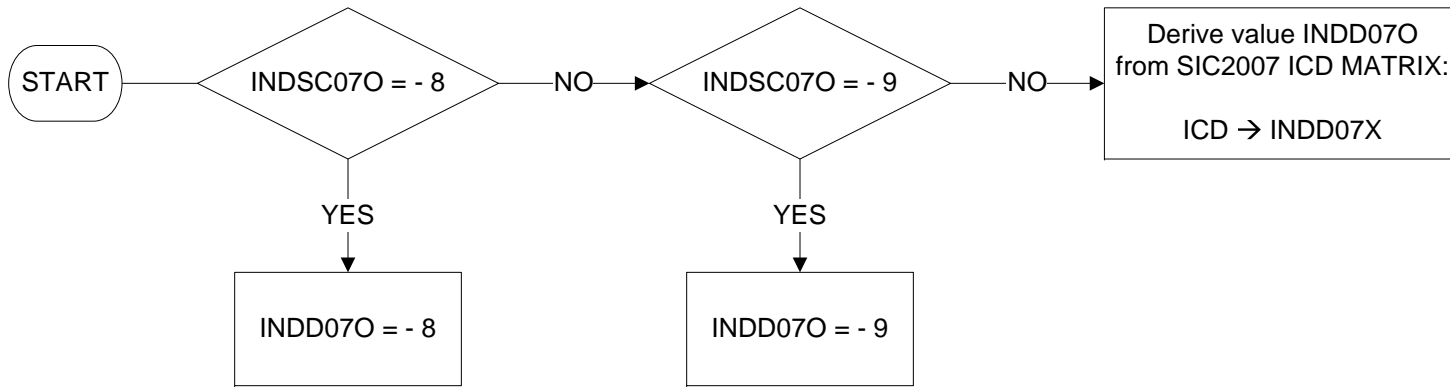 START
INDSC07O = - 8
NO
INDSC07O = - 9
NO
Derive value INDD07O
from SIC2007 ICD MATRIX:
ICD → INDD07X
YES
YES
INDD07O = - 8
INDD07O = - 9